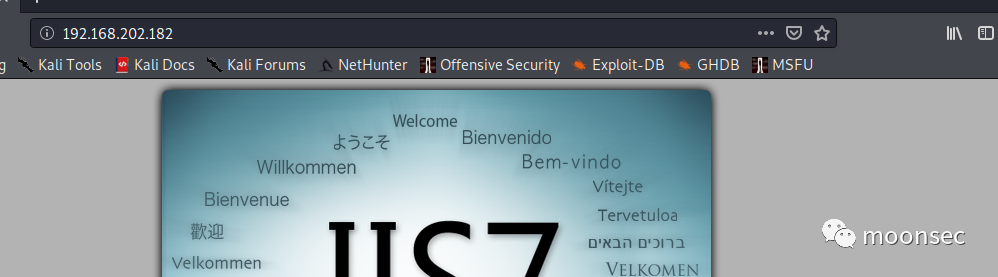 192.168.202.182
g Kali Tools Kali Docs Kali Forums NetHunter Offensive Security Exploit-DB GHDB MSFU
Welcome
ようこそ
Bienvenido
Willkommen
Bem-vindo
Vítejte
Bienvenue
Tervetuloa
歡迎
ברוכים הבאים
Velkommen
VELKOMEN
IIS7
moonsec